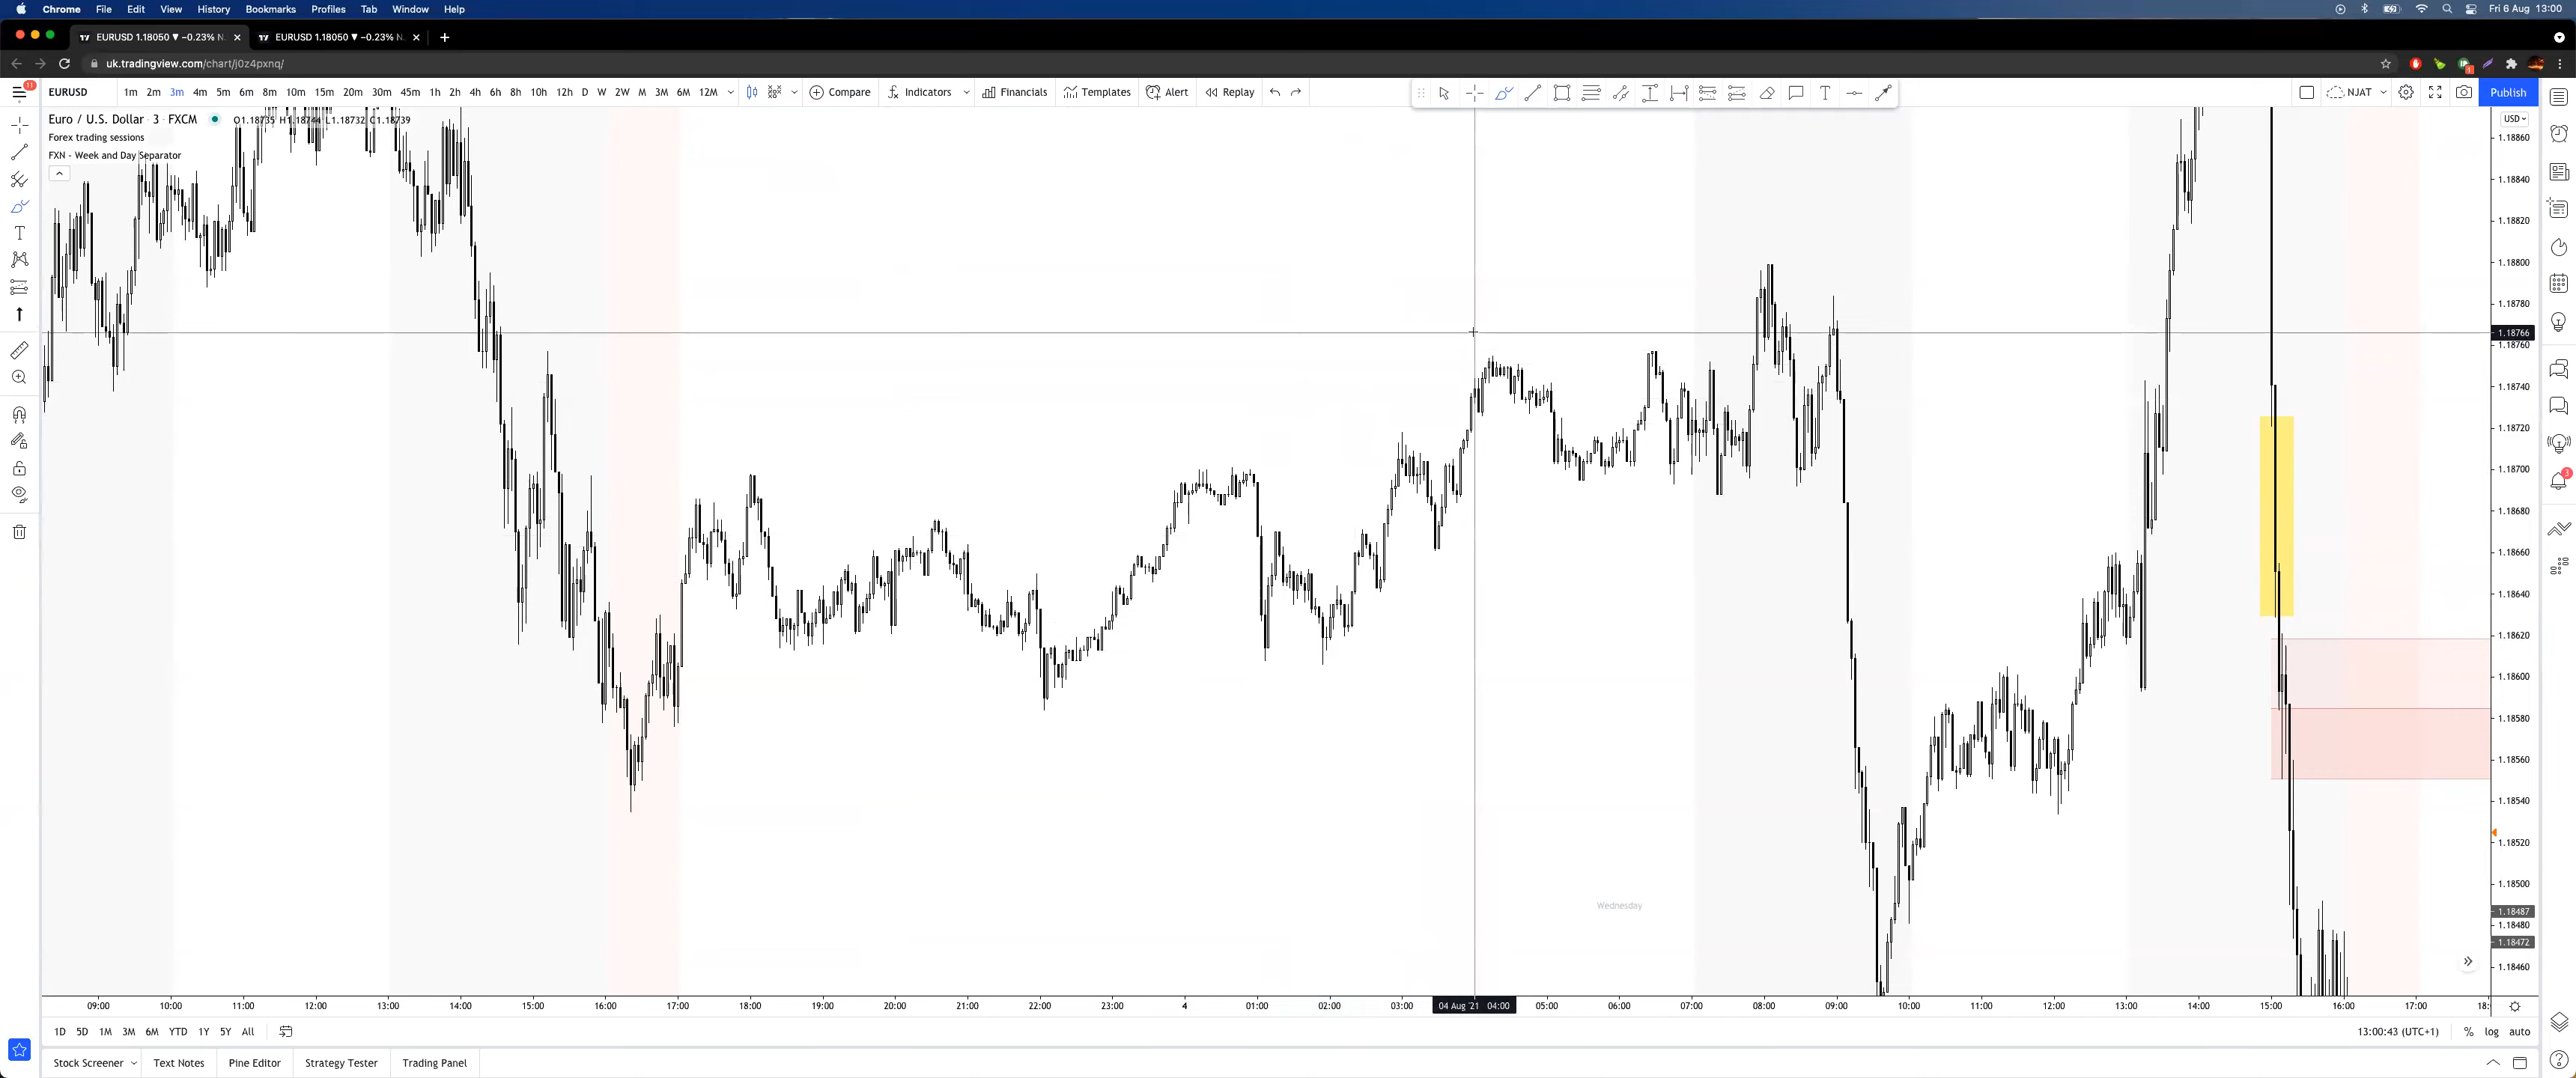 Chrome File Edit View History Bookmarks Profiles Tab Window Help Fri 6 Aug 13:00
EURUSD 1.18050 ▼ −0.23% N. EURUSD 1.18050 ▼ −0.23% N.
uk.tradingview.com/chart/j0z4pxnq/
11 EURUSD 1m 2m 3m 4m 5m 6m 8m 10m 15m 20m 30m 45m 1h 2h 4h 6h 8h 10h 12h D W 2W M 3M 6M 12M Compare Indicators Financials Templates Alert Replay NJAT Publish
Euro / U.S. Dollar · 3 · FXCM O1.18735 H1.18744 L1.18732 C1.18739 USD
Forex trading sessions
FXN - Week and Day Separator
1.18860
1.18840
1.18820
1.18800
1.18780
1.18766
1.18760
1.18740
1.18720
1.18700
1.18680
1.18660
1.18640
1.18620
1.18600
1.18580
1.18560
1.18540
1.18520
1.18500
Wednesday
1.18487
1.18480
1.18472
1.18460
09:00 10:00 11:00 12:00 13:00 14:00 15:00 16:00 17:00 18:00 19:00 20:00 21:00 22:00 23:00 4 01:00 02:00 03:00 04 Aug '21 04:00 05:00 06:00 07:00 08:00 09:00 10:00 11:00 12:00 13:00 14:00 15:00 16:00 17:00 18:
1D 5D 1M 3M 6M YTD 1Y 5Y All 13:00:43 (UTC+1) % log auto
Stock Screener Text Notes Pine Editor Strategy Tester Trading Panel